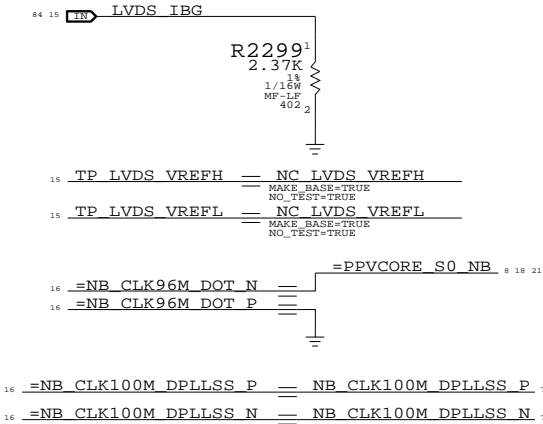 84 15 IN LVDS_IBG
R2299 1
2.37K
1%
1/16W
MF-LF
402 2
15 TP_LVDS_VREFH NC_LVDS_VREFH
MAKE_BASE=TRUE
NO_TEST=TRUE
15 TP_LVDS_VREFL NC_LVDS_VREFL
MAKE_BASE=TRUE
NO_TEST=TRUE
=PPVCORE_S0_NB 8 18 21
16 =NB_CLK96M_DOT_N
16 =NB_CLK96M_DOT_P
16 =NB_CLK100M_DPLLSS_P NB_CLK100M_DPLLSS_P
16 =NB_CLK100M_DPLLSS_N NB_CLK100M_DPLLSS_N